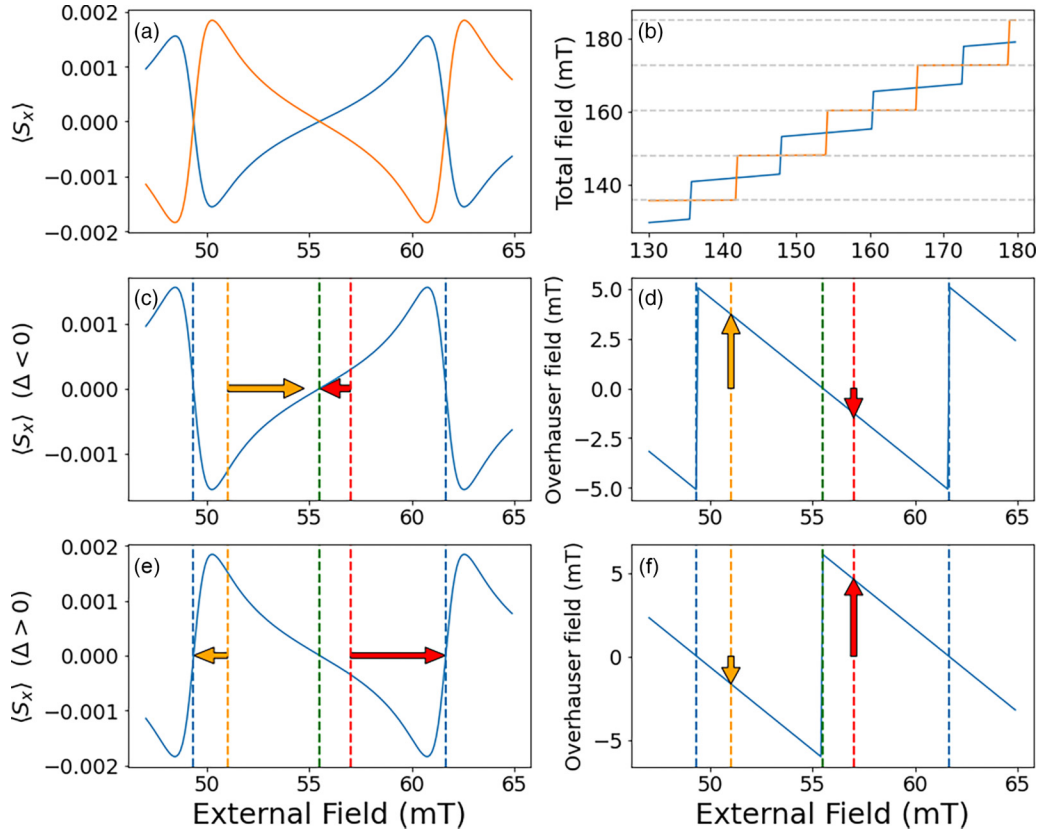 (a)
⟨Sₓ⟩
0.002
0.001
0.000
−0.001
−0.002
50 55 60 65
(b)
Total field (mT)
180
160
140
130 140 150 160 170 180
(c)
⟨Sₓ⟩ (Δ < 0)
0.001
0.000
−0.001
50 55 60 65
(d)
Overhauser field (mT)
5.0
2.5
0.0
−2.5
−5.0
50 55 60 65
(e)
⟨Sₓ⟩ (Δ > 0)
0.002
0.001
0.000
−0.001
−0.002
50 55 60 65
External Field (mT)
(f)
Overhauser field (mT)
5
0
−5
50 55 60 65
External Field (mT)